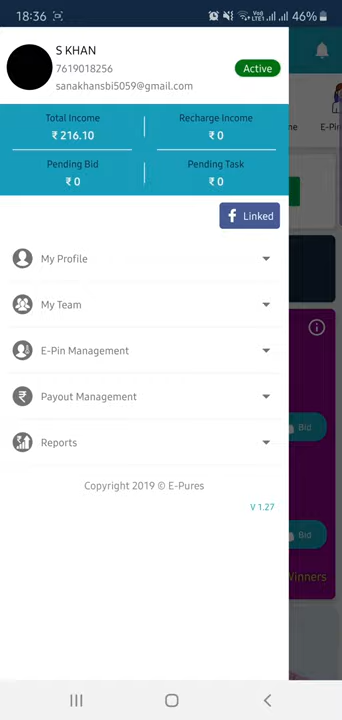 18:36
46%
S KHAN
7619018256
Active
sanakhansbi5059@gmail.com
Total Income
Recharge Income
₹ 216.10
₹ 0
Pending Bid
Pending Task
₹ 0
₹ 0
f Linked
My Profile
My Team
E-Pin Management
Payout Management
Reports
Copyright 2019 © E-Pures
V 1.27
me
E-Pin
Bid
Bid
Winners